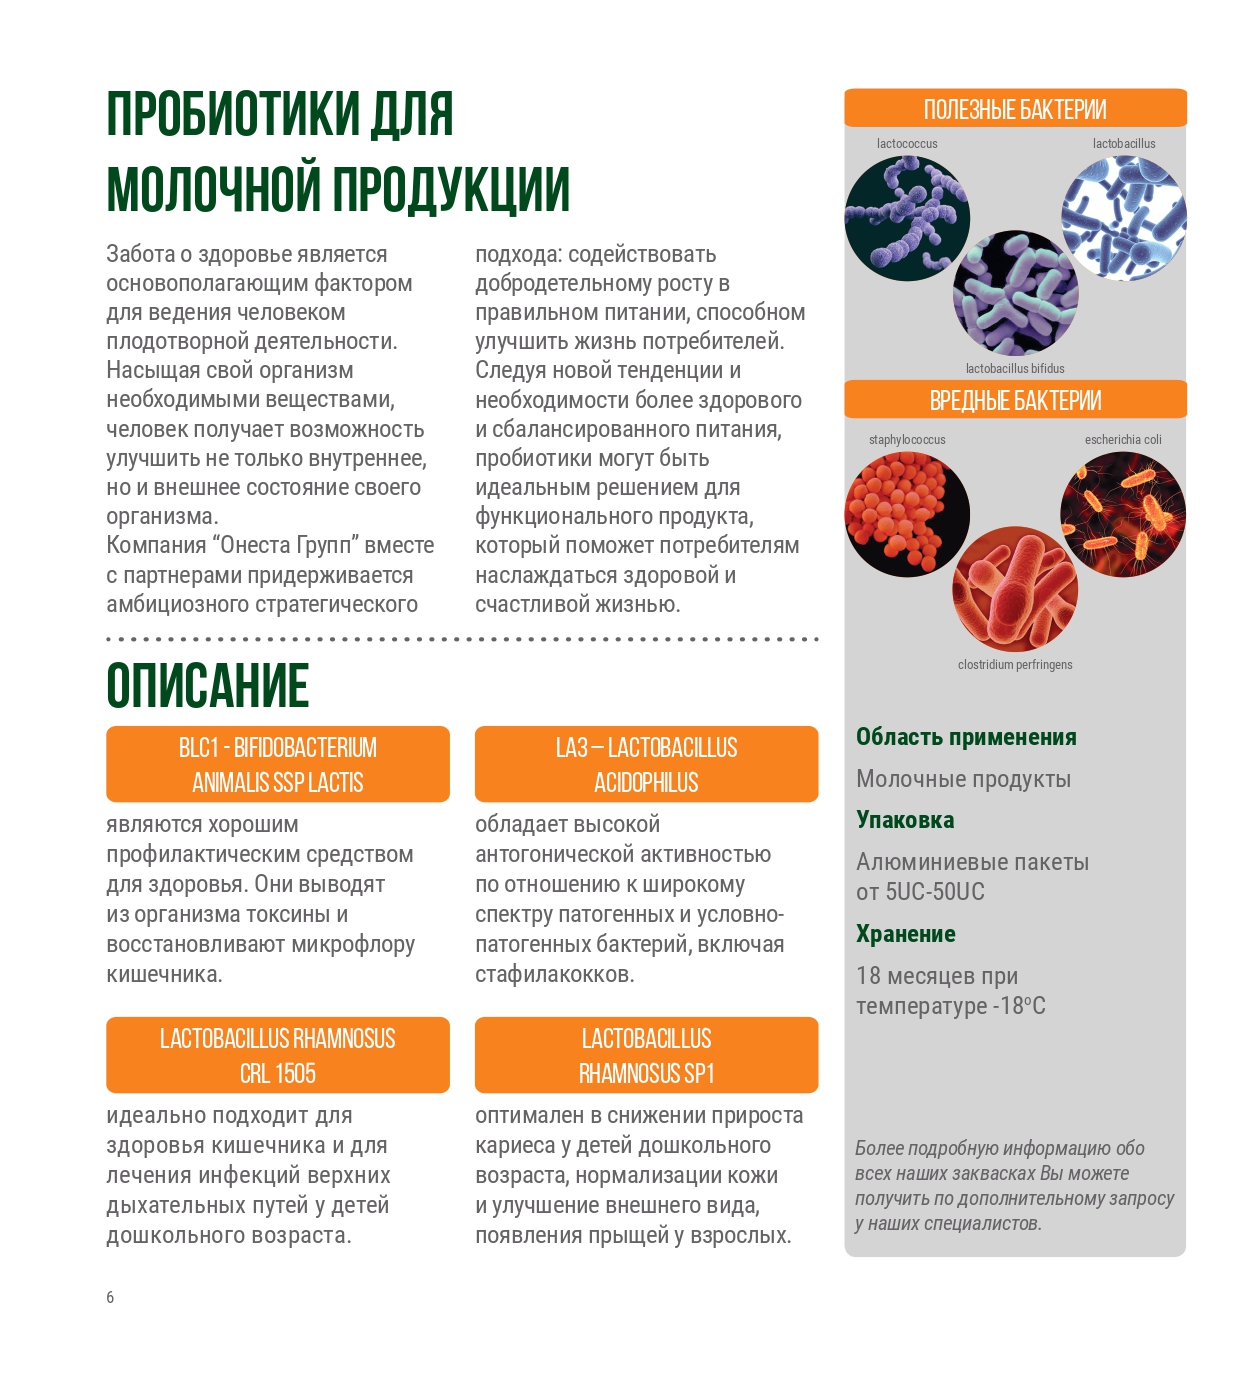 ПРОБИОТИКИ ДЛЯ
МОЛОЧНОЙ ПРОДУКЦИИ
Забота о здоровье является
основополагающим фактором
для ведения человеком
плодотворной деятельности.
Насыщая свой организм
необходимыми веществами,
человек получает возможность
улучшить не только внутреннее,
но и внешнее состояние своего
организма.
Компания “Онеста Групп” вместе
с партнерами придерживается
амбициозного стратегического
подхода: содействовать
добродетельному росту в
правильном питании, способном
улучшить жизнь потребителей.
Следуя новой тенденции и
необходимости более здорового
и сбалансированного питания,
пробиотики могут быть
идеальным решением для
функционального продукта,
который поможет потребителям
наслаждаться здоровой и
счастливой жизнью.
ОПИСАНИЕ
BLC1 - BIFIDOBACTERIUM
ANIMALIS SSP LACTIS
являются хорошим
профилактическим средством
для здоровья. Они выводят
из организма токсины и
восстановливают микрофлору
кишечника.
LA3 – LACTOBACILLUS
ACIDOPHILUS
обладает высокой
антогонической активностью
по отношению к широкому
спектру патогенных и условно-
патогенных бактерий, включая
стафилакокков.
LACTOBACILLUS RHAMNOSUS
CRL 1505
идеально подходит для
здоровья кишечника и для
лечения инфекций верхних
дыхательных путей у детей
дошкольного возраста.
LACTOBACILLUS
RHAMNOSUS SP1
оптимален в снижении прироста
кариеса у детей дошкольного
возраста, нормализации кожи
и улучшение внешнего вида,
появления прыщей у взрослых.
ПОЛЕЗНЫЕ БАКТЕРИИ
lactococcus
lactobacillus
lactobacillus bifidus
ВРЕДНЫЕ БАКТЕРИИ
staphylococcus
escherichia coli
clostridium perfringens
Область применения
Молочные продукты
Упаковка
Алюминиевые пакеты
от 5UC-50UC
Хранение
18 месяцев при
температуре -18ºС
Более подробную информацию обо
всех наших заквасках Вы можете
получить по дополнительному запросу
у наших специалистов.
6